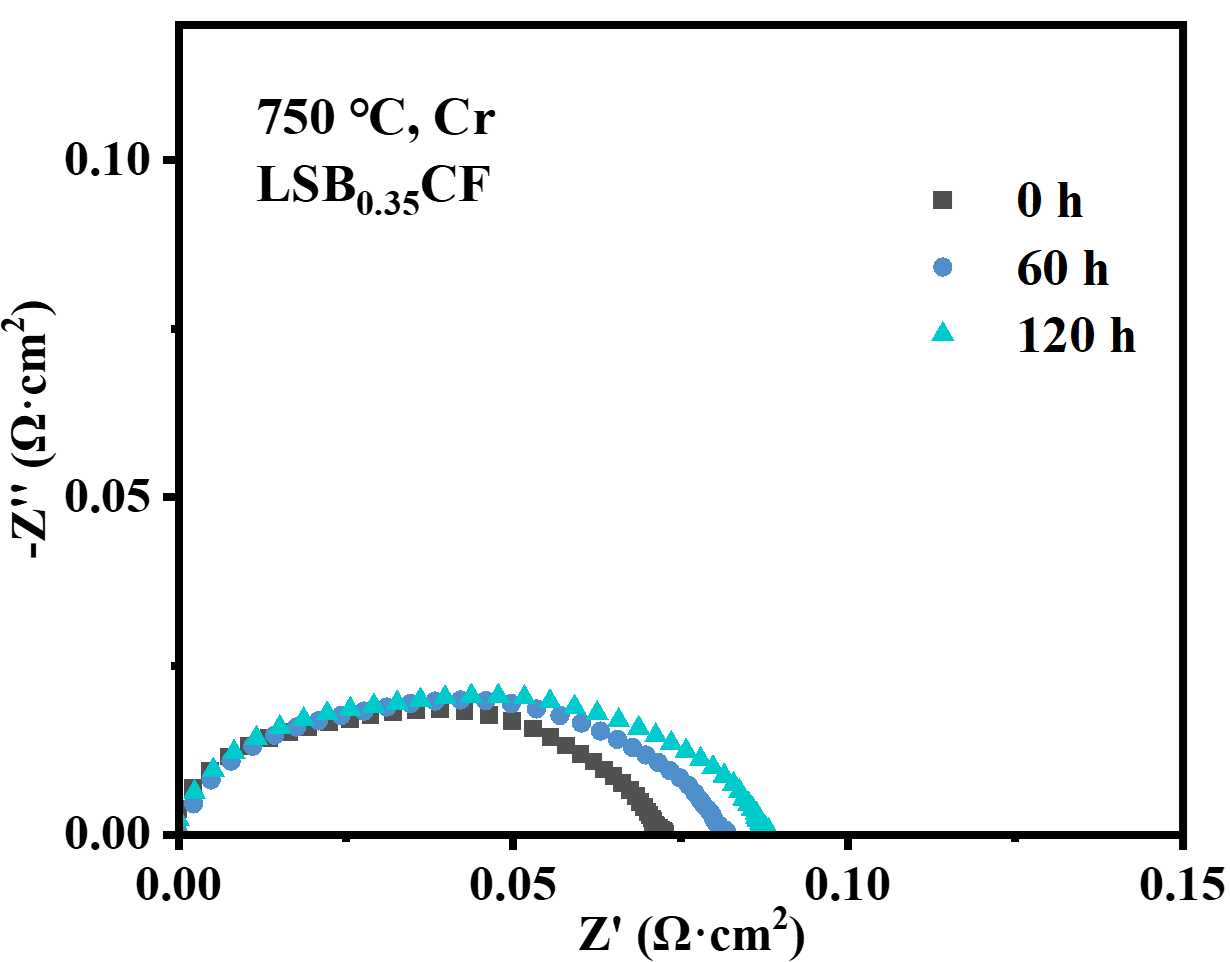 750 °C, Cr
LSB₀.₃₅CF
0 h
60 h
120 h
0.10
0.05
0.00
-Z'' (Ω·cm²)
0.00
0.05
0.10
0.15
Z' (Ω·cm²)